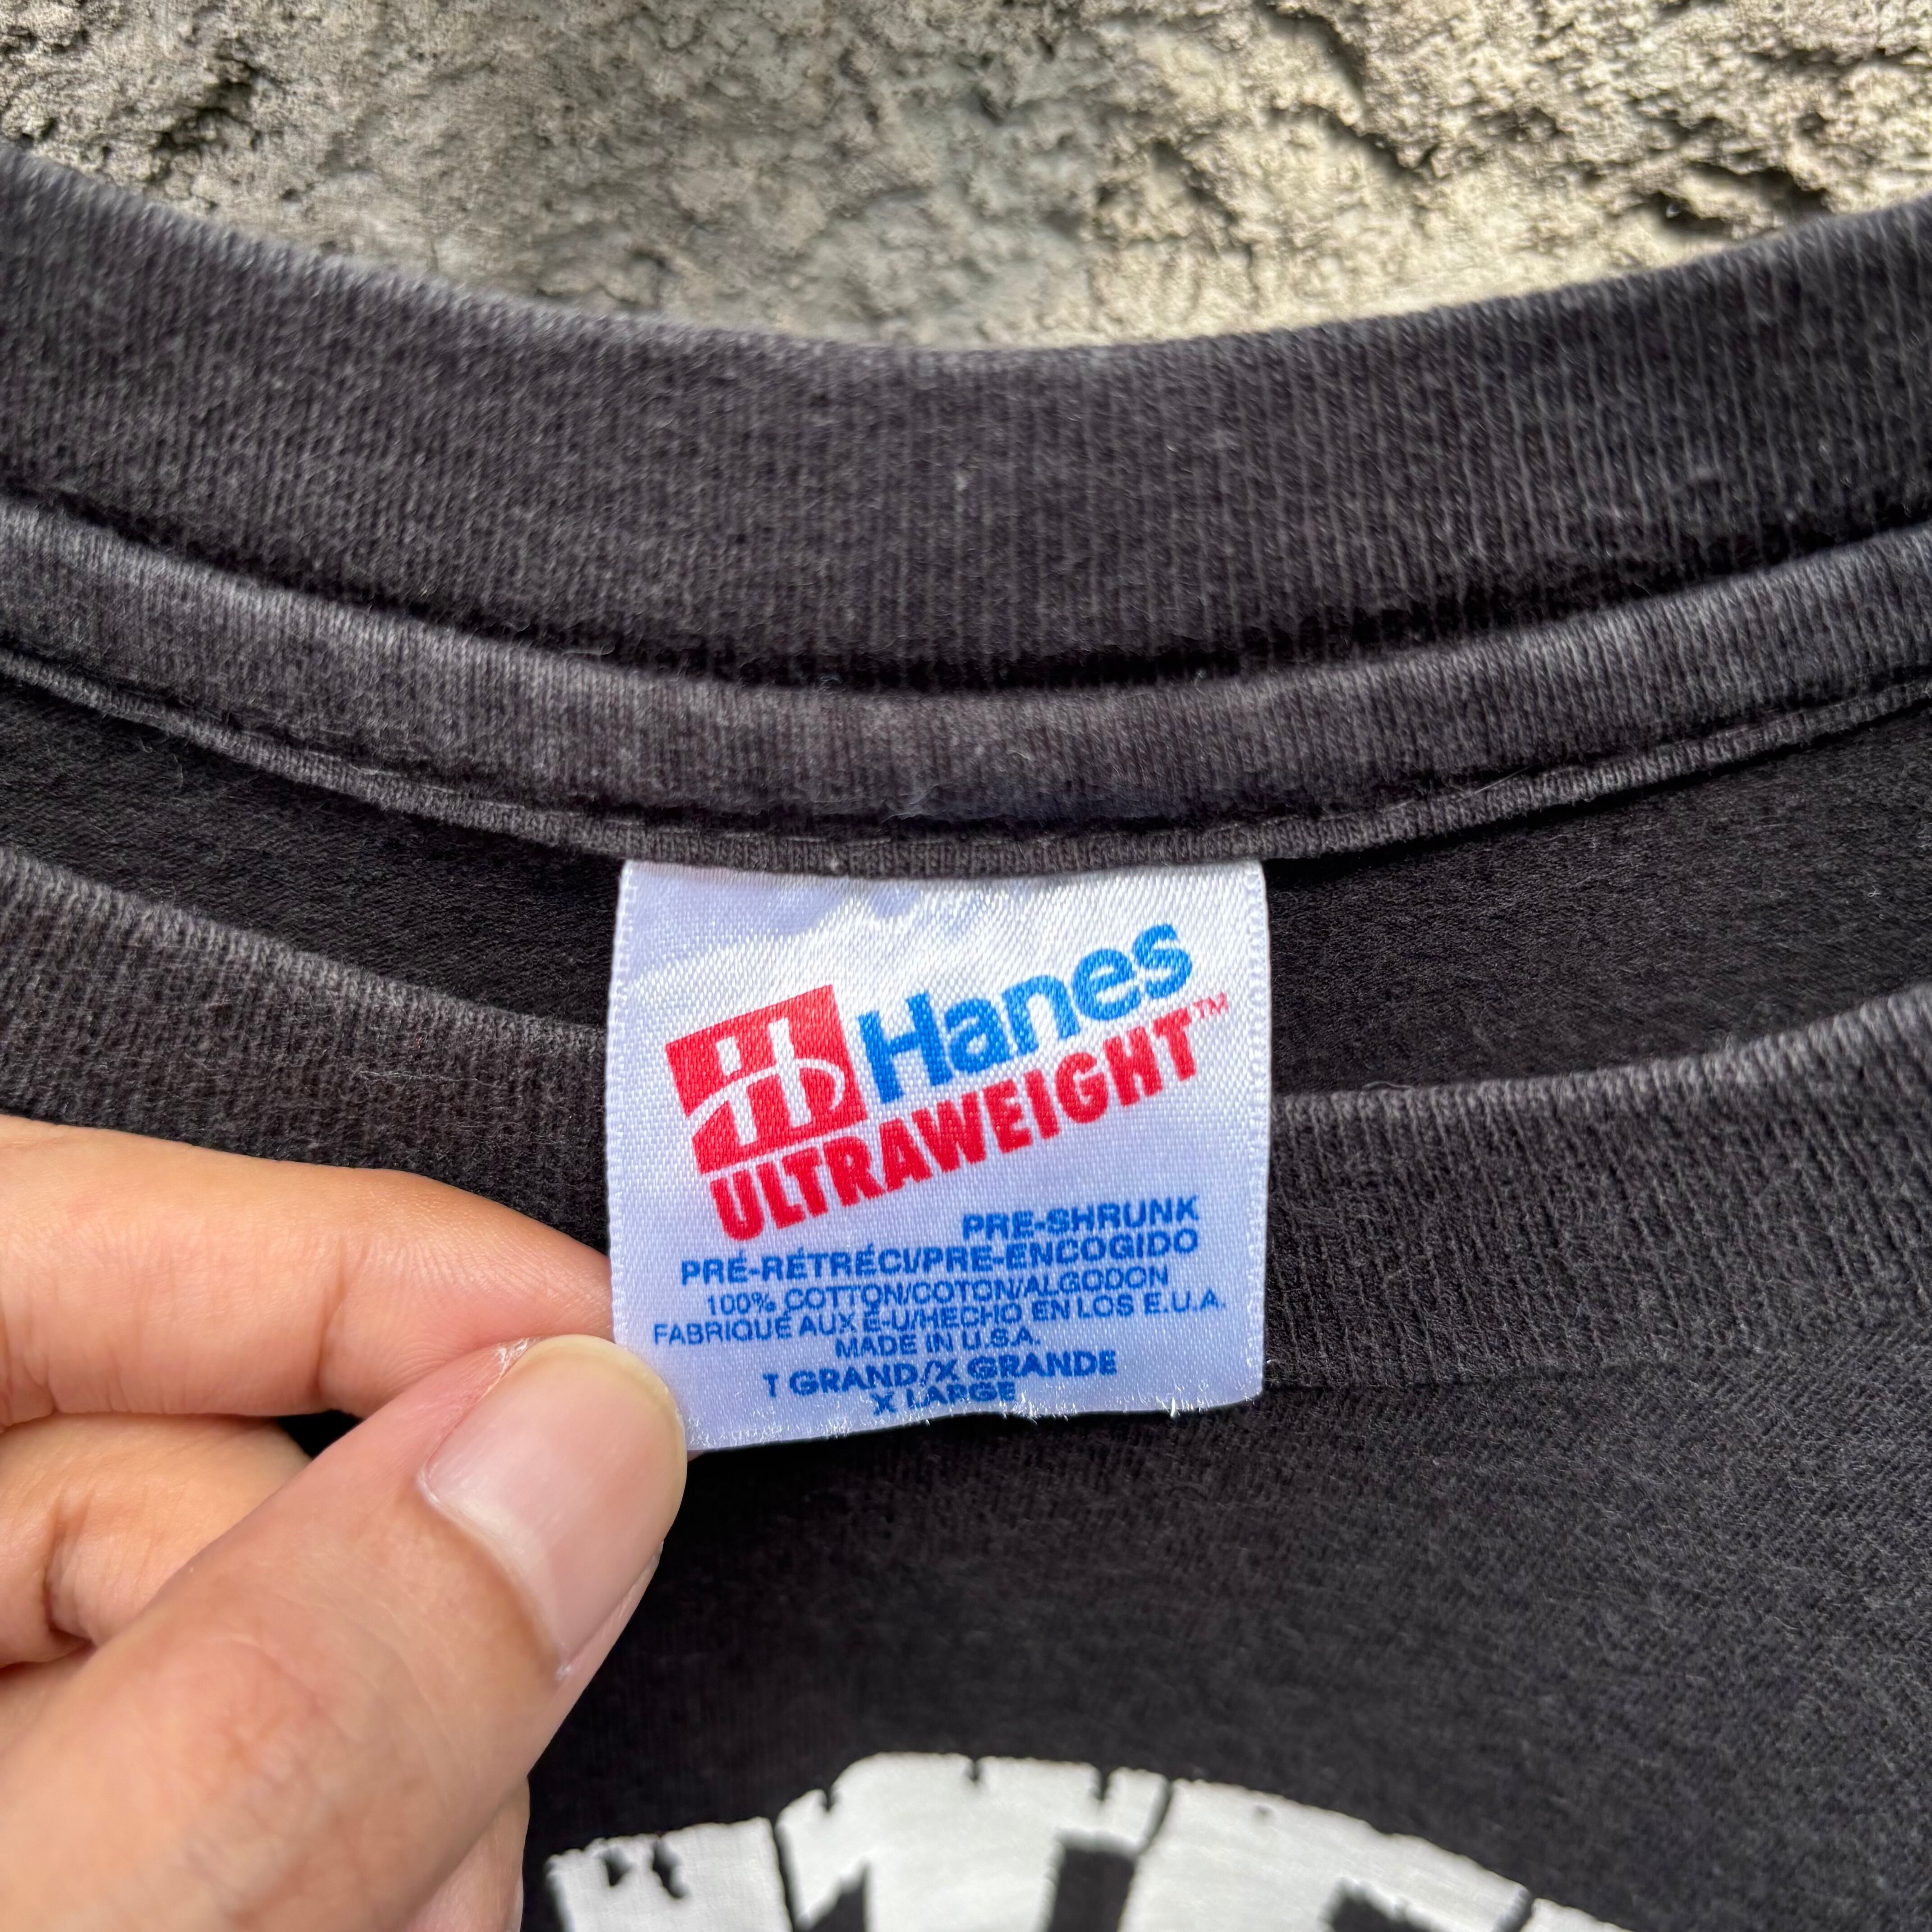 Hanes
ULTRAWEIGHT™
PRE-SHRUNK
PRÉ-RÉTRÉCI/PRE-ENCOGIDO
100% COTTON/COTON/ALGODON
FABRIQUÉ AUX É-U/HECHO EN LOS E.U.A.
MADE IN U.S.A.
T GRAND/X GRANDE
X LARGE